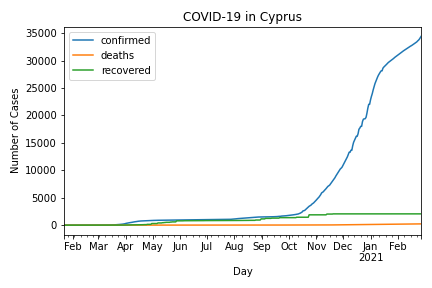 COVID-19 in Cyprus
confirmed
deaths
recovered
Number of Cases
35000
30000
25000
20000
15000
10000
5000
0
Feb Mar Apr May Jun Jul Aug Sep Oct Nov Dec Jan Feb
2021
Day